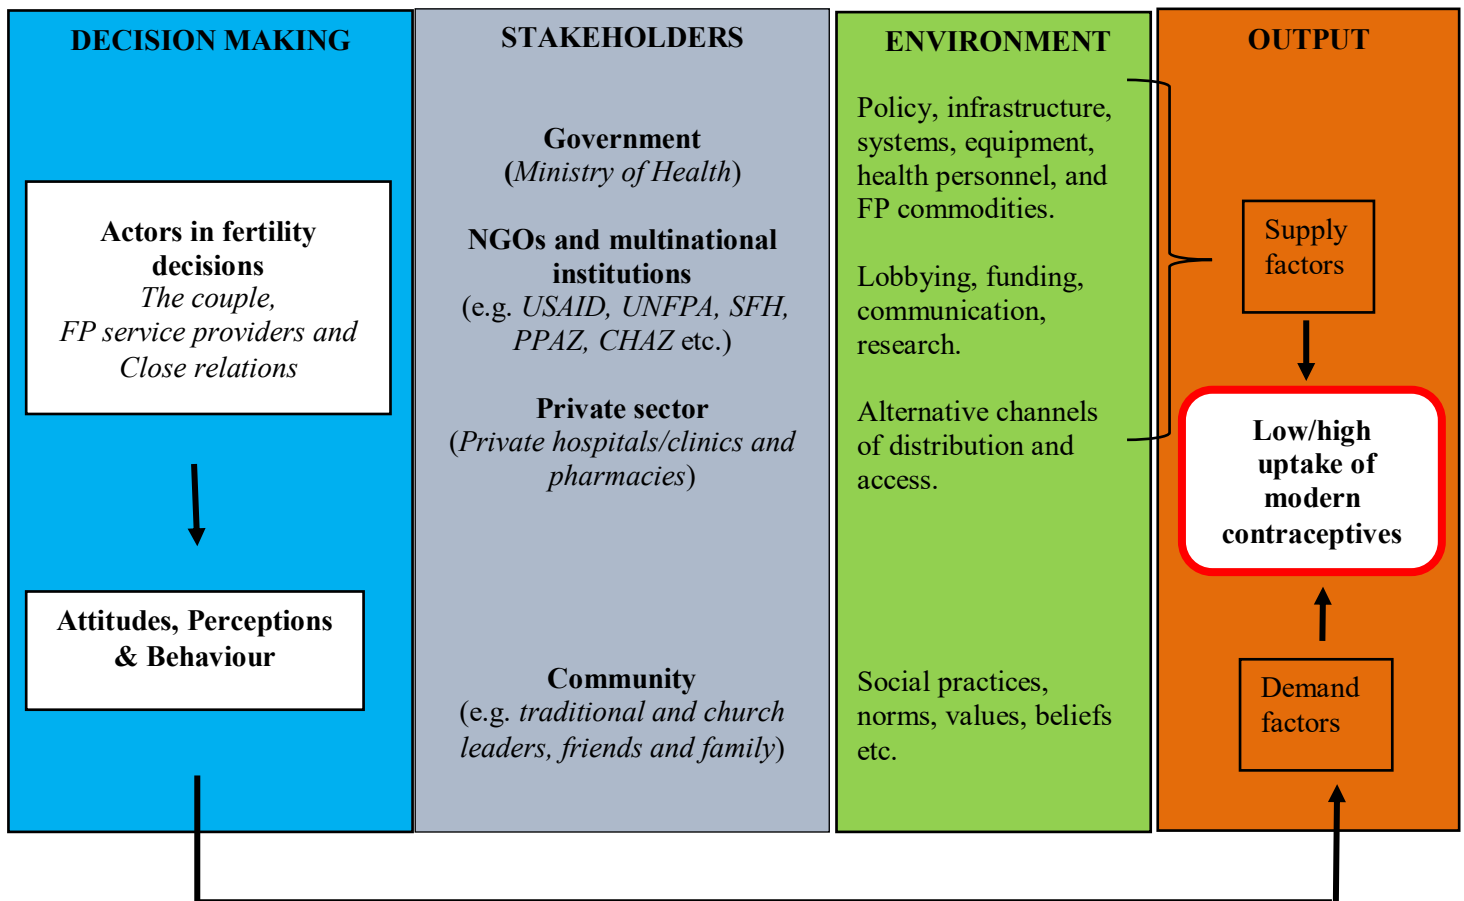 DECISION MAKING
Actors in fertility
decisions
The couple,
FP service providers and
Close relations
Attitudes, Perceptions
& Behaviour
STAKEHOLDERS
Government
(Ministry of Health)
NGOs and multinational
institutions
(e.g. USAID, UNFPA, SFH,
PPAZ, CHAZ etc.)
Private sector
(Private hospitals/clinics and
pharmacies)
Community
(e.g. traditional and church
leaders, friends and family)
ENVIRONMENT
Policy, infrastructure,
systems, equipment,
health personnel, and
FP commodities.
Lobbying, funding,
communication,
research.
Alternative channels
of distribution and
access.
Social practices,
norms, values, beliefs
etc.
OUTPUT
Supply
factors
Low/high
uptake of
modern
contraceptives
Demand
factors